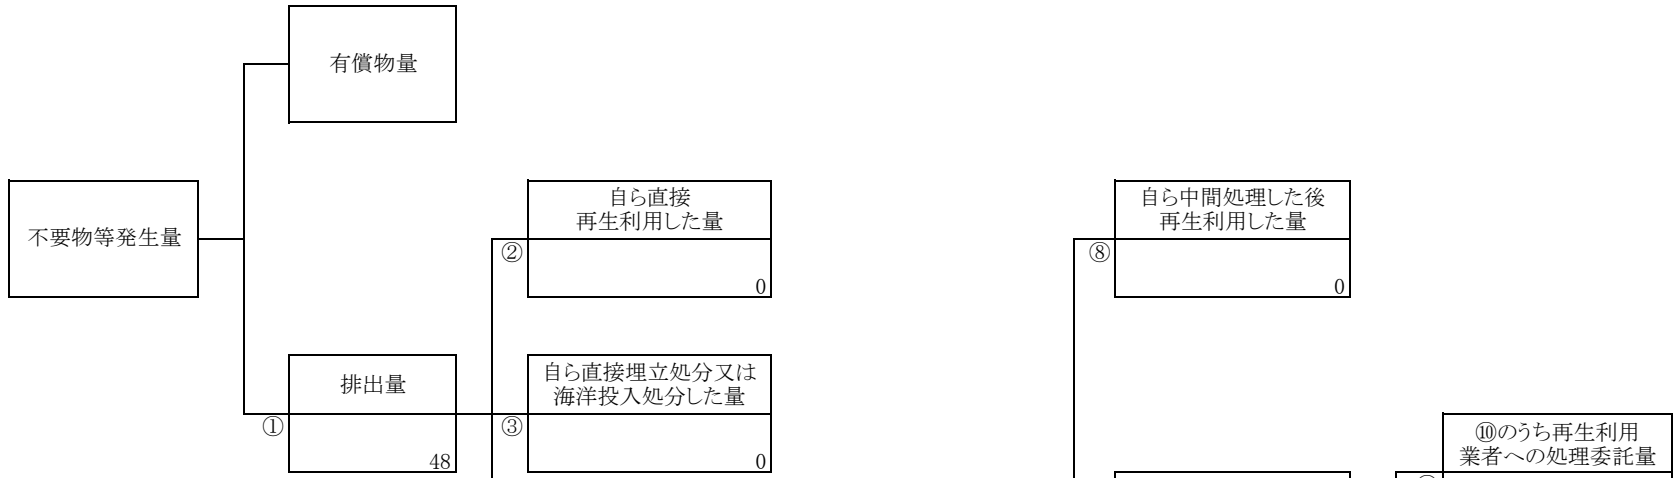 有償物量
不要物等発生量
自ら直接
再生利用した量
②
0
自ら中間処理した後
再生利用した量
⑧
0
排出量
①
48
自ら直接埋立処分又は
海洋投入処分した量
③
0
⑩のうち再生利用
業者への処理委託量